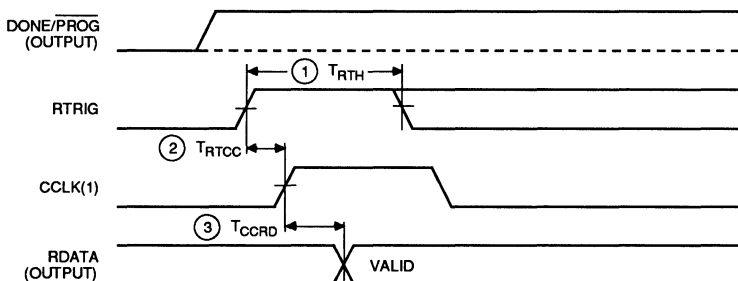 DONE/PROG
(OUTPUT)
① TRTH
RTRIG
② TRTCC
CCLK(1)
③ TCCRD
RDATA
(OUTPUT)
VALID